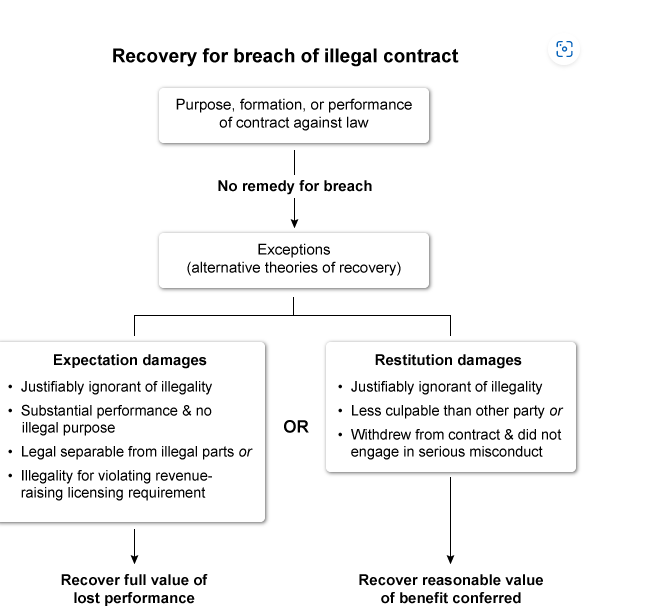 Recovery for breach of illegal contract
Purpose, formation, or performance
of contract against law
No remedy for breach
Exceptions
(alternative theories of recovery)
Expectation damages
• Justifiably ignorant of illegality
• Substantial performance & no
illegal purpose
• Legal separable from illegal parts or
• Illegality for violating revenue-
raising licensing requirement
OR
Restitution damages
• Justifiably ignorant of illegality
• Less culpable than other party or
• Withdrew from contract & did not
engage in serious misconduct
Recover full value of
lost performance
Recover reasonable value
of benefit conferred